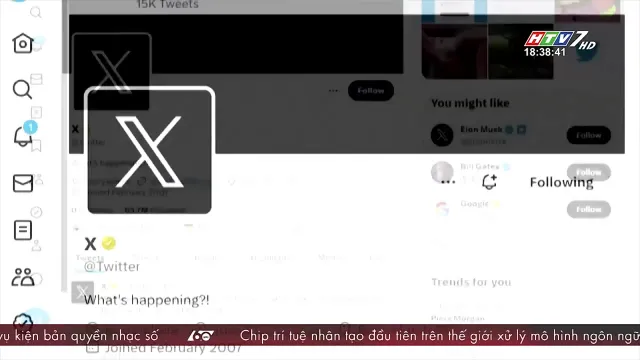 15K Tweets
HTV7 HD
18:38:41
Follow
You might like
Elon Musk
Follow
Bill Gates
Follow
Following
Google
Follow
X
@Twitter
Trends for you
What's happening?!
vụ kiện bản quyền nhạc số
Chip trí tuệ nhân tạo đầu tiên trên thế giới xử lý mô hình ngôn ngữ
Joined February 2007
1